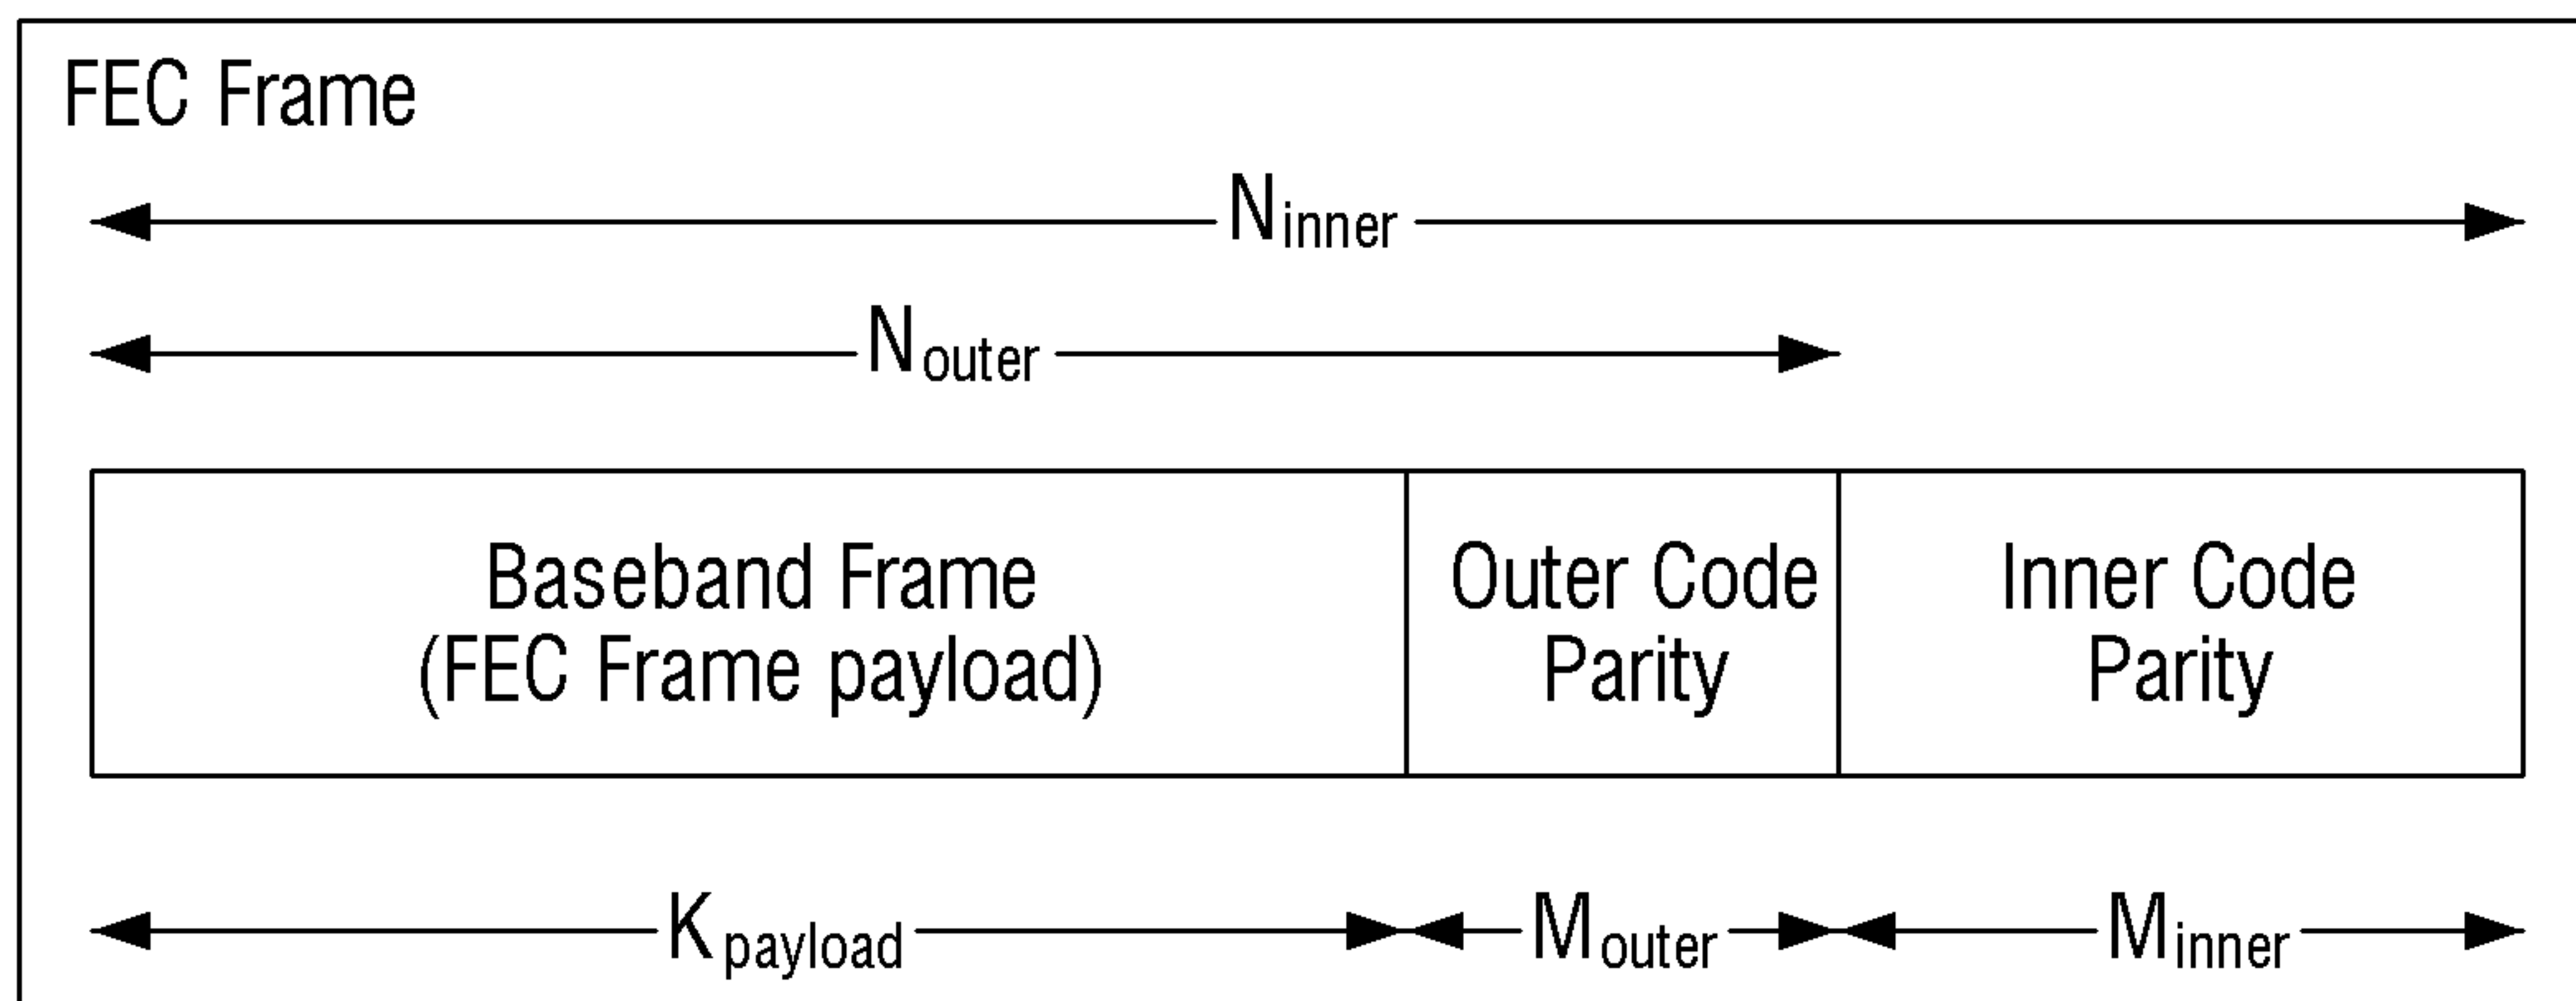 FEC Frame
Ninner
Nouter
Baseband Frame
(FEC Frame payload)
Outer Code
Parity
Inner Code
Parity
Kpayload
Mouter
Minner